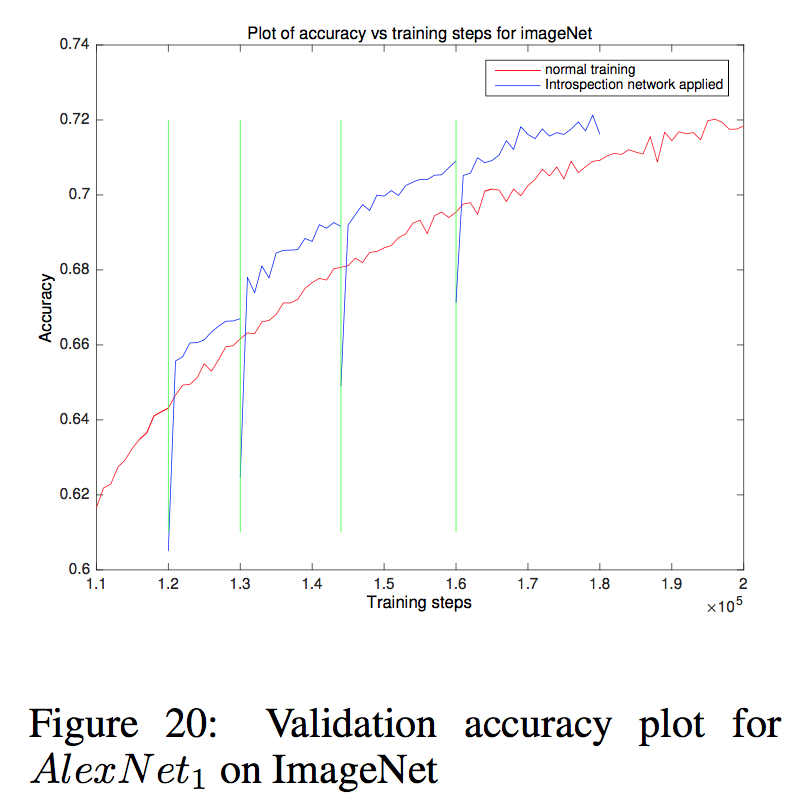 Plot of accuracy vs training steps for imageNet
normal training
Introspection network applied
Accuracy
0.74
0.72
0.7
0.68
0.66
0.64
0.62
0.6
1.1 1.2 1.3 1.4 1.5 1.6 1.7 1.8 1.9 2
Training steps
×10⁵
Figure 20: Validation accuracy plot for
AlexNet₁ on ImageNet